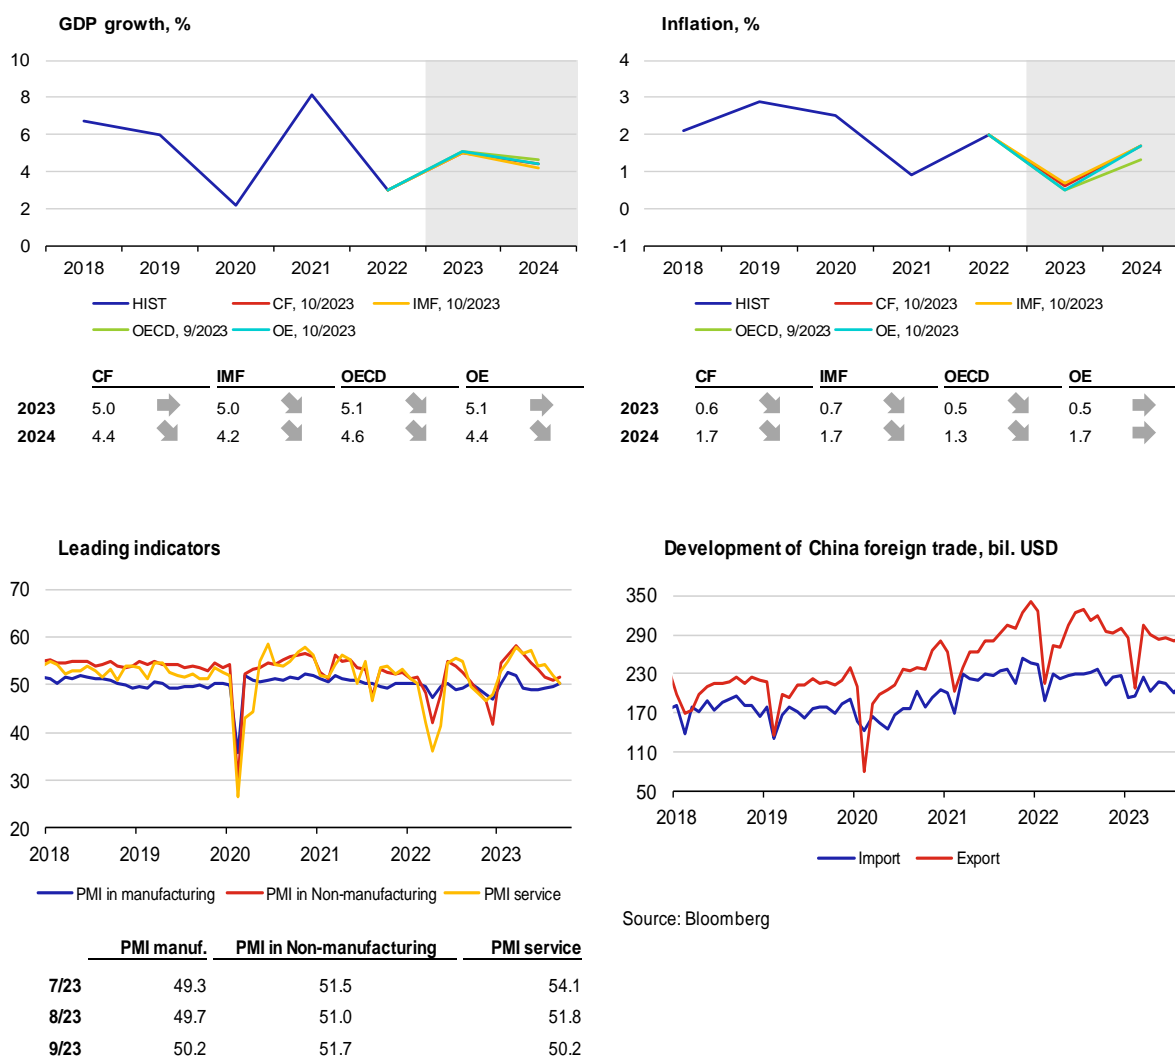 GDP growth, %
10
8
6
4
2
0
2018 2019 2020 2021 2022 2023 2024
HIST CF, 10/2023 IMF, 10/2023
OECD, 9/2023 OE, 10/2023
CF IMF OECD OE
2023 5.0 5.0 5.1 5.1
2024 4.4 4.2 4.6 4.4
Inflation, %
4
3
2
1
0
-1
2018 2019 2020 2021 2022 2023 2024
HIST CF, 10/2023 IMF, 10/2023
OECD, 9/2023 OE, 10/2023
CF IMF OECD OE
2023 0.6 0.7 0.5 0.5
2024 1.7 1.7 1.3 1.7
Leading indicators
70
60
50
40
30
20
2018 2019 2020 2021 2022 2023
PMI in manufacturing PMI in Non-manufacturing PMI service
PMI manuf. PMI in Non-manufacturing PMI service
7/23 49.3 51.5 54.1
8/23 49.7 51.0 51.8
9/23 50.2 51.7 50.2
Development of China foreign trade, bil. USD
350
290
230
170
110
50
2018 2019 2020 2021 2022 2023
Import Export
Source: Bloomberg